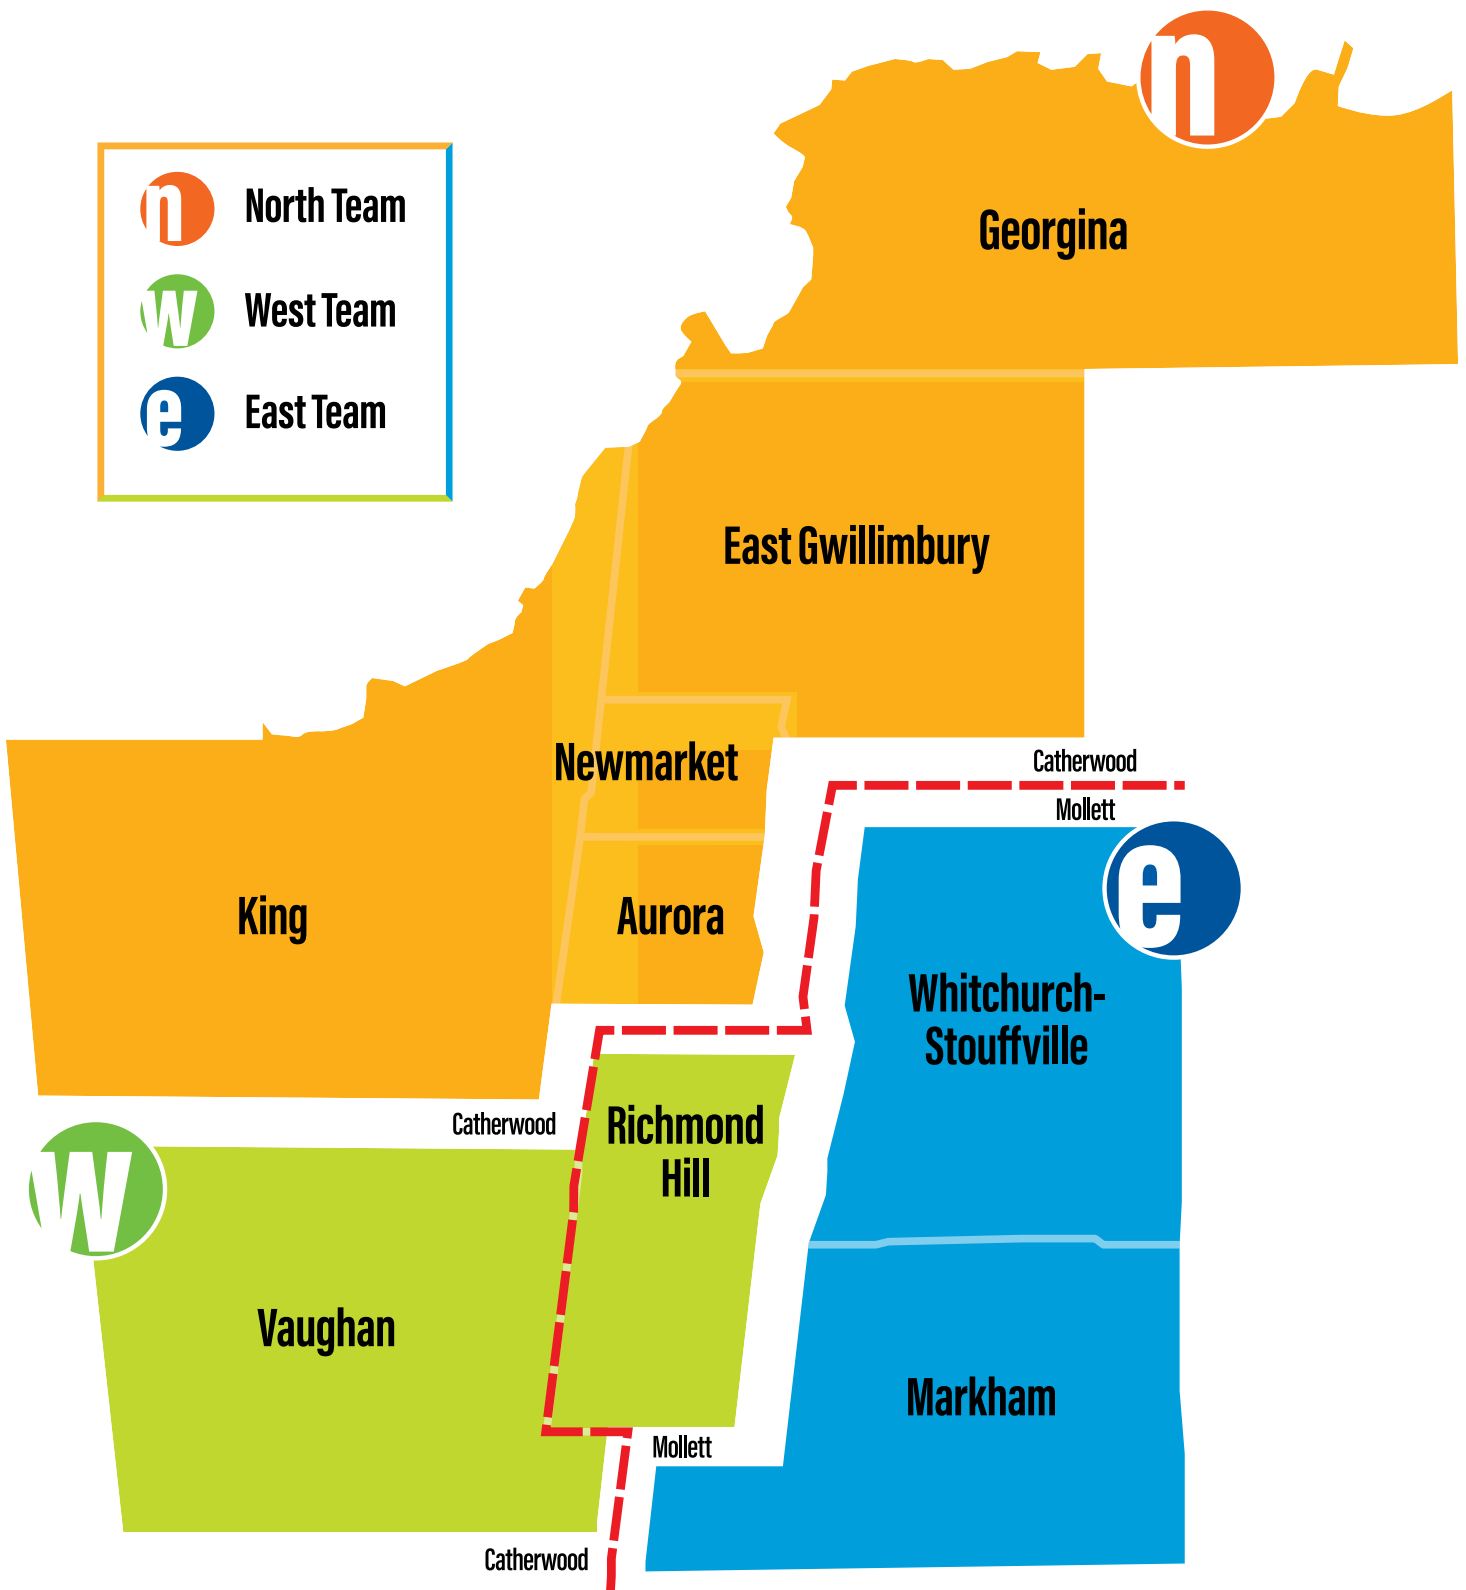 n
Georgina
n North Team
w West Team
e East Team
East Gwillimbury
Newmarket
Catherwood
Mollett
e
King
Aurora
Whitchurch-
Stouffville
Catherwood
Richmond
Hill
w
Vaughan
Markham
Mollett
Catherwood